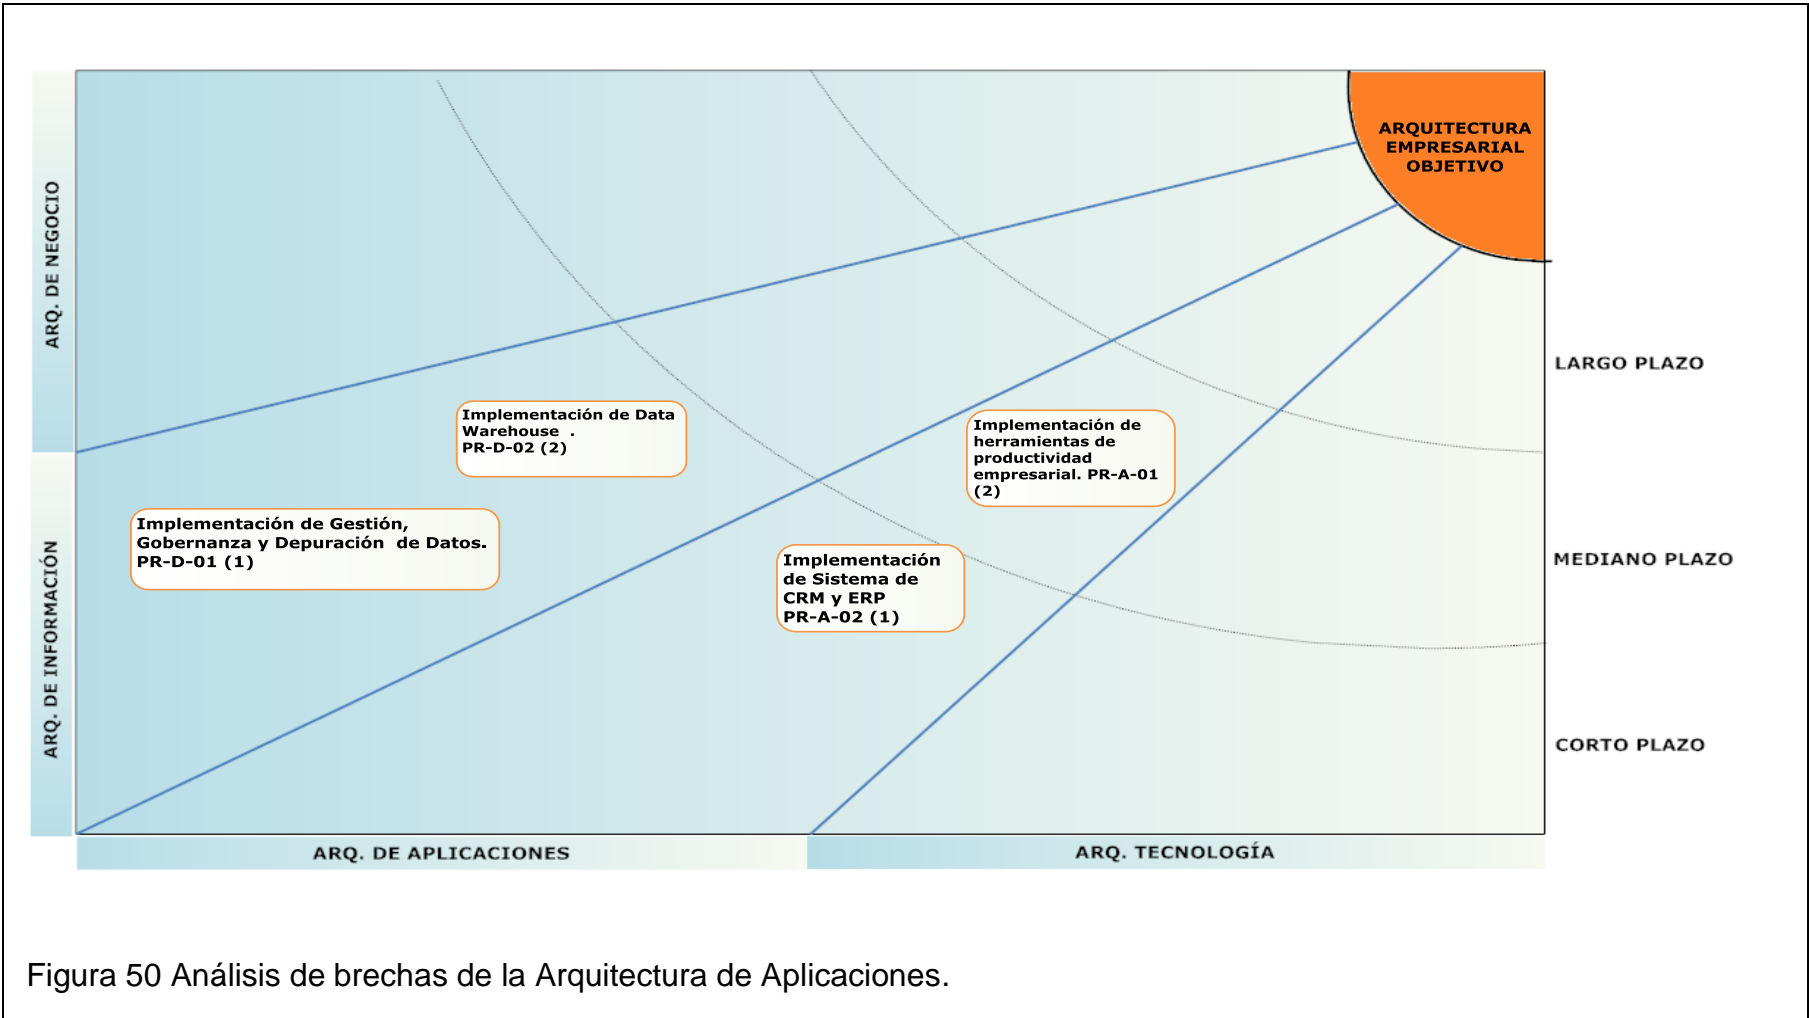 ARQUITECTURA
EMPRESARIAL
OBJETIVO
ARQ. DE NEGOCIO
LARGO PLAZO
Implementación de Data
Warehouse .
PR-D-02 (2)
Implementación de
herramientas de
productividad
empresarial. PR-A-01
(2)
Implementación de Gestión,
Gobernanza y Depuración de Datos.
PR-D-01 (1)
Implementación
de Sistema de
CRM y ERP
PR-A-02 (1)
MEDIANO PLAZO
ARQ. DE INFORMACIÓN
CORTO PLAZO
ARQ. DE APLICACIONES
ARQ. TECNOLOGÍA
Figura 50 Análisis de brechas de la Arquitectura de Aplicaciones.